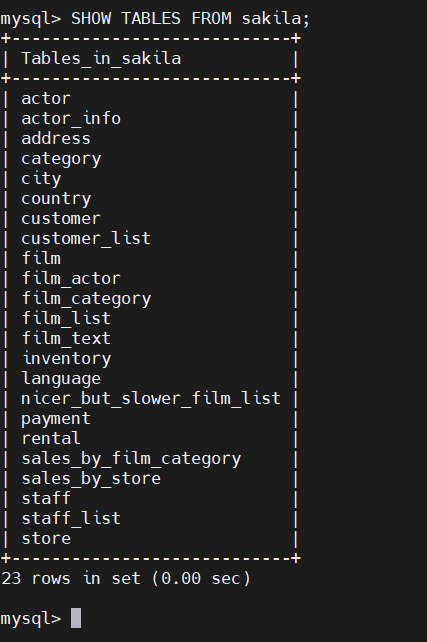 mysql> SHOW TABLES FROM sakila;
+----------------------------+
| Tables_in_sakila           |
+----------------------------+
| actor                      |
| actor_info                 |
| address                    |
| category                   |
| city                       |
| country                    |
| customer                   |
| customer_list              |
| film                       |
| film_actor                 |
| film_category              |
| film_list                  |
| film_text                  |
| inventory                  |
| language                   |
| nicer_but_slower_film_list |
| payment                    |
| rental                     |
| sales_by_film_category     |
| sales_by_store             |
| staff                      |
| staff_list                 |
| store                      |
+----------------------------+
23 rows in set (0.00 sec)
mysql>